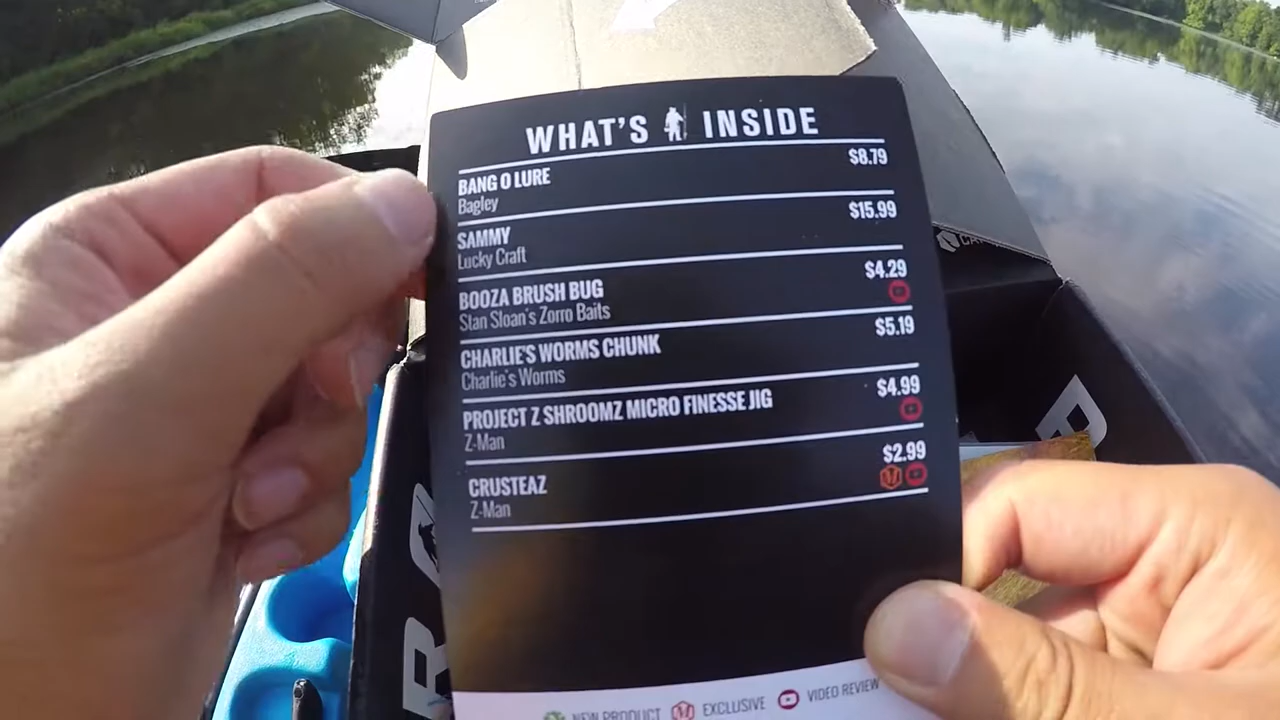 WHAT'S INSIDE
BANG O LURE $8.79
Bagley
SAMMY $15.99
Lucky Craft
BOOZA BRUSH BUG $4.29
Stan Sloan's Zorro Baits
CHARLIE'S WORMS CHUNK $5.19
Charlie's Worms
PROJECT Z SHROOMZ MICRO FINESSE JIG $4.99
Z-Man
CRUSTEAZ $2.99
Z-Man
NEW PRODUCT EXCLUSIVE VIDEO REVIEW